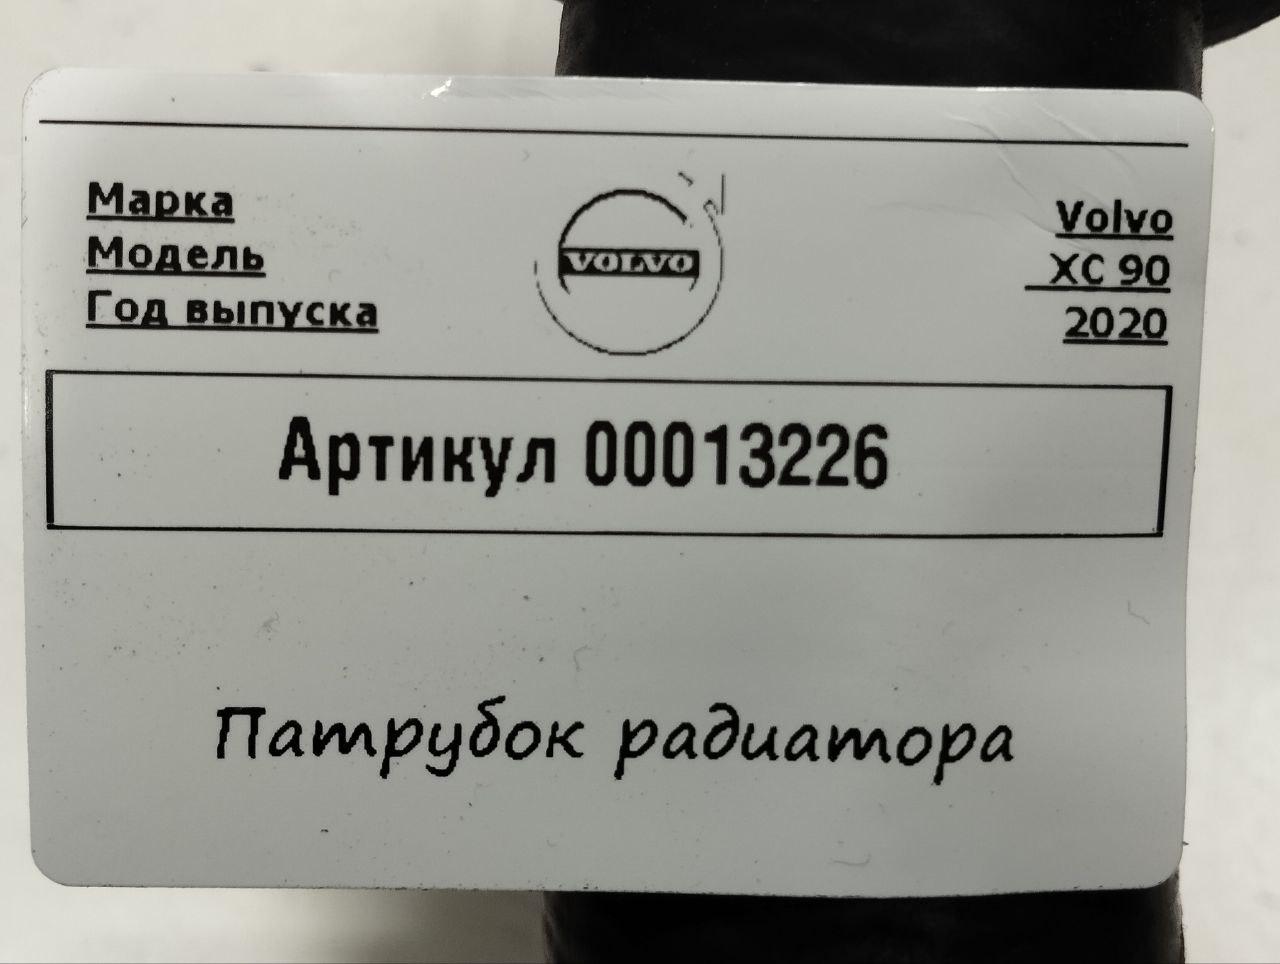 Марка Volvo
Модель XC 90
Год выпуска 2020
VOLVO
Артикул 00013226
Патрубок радиатора